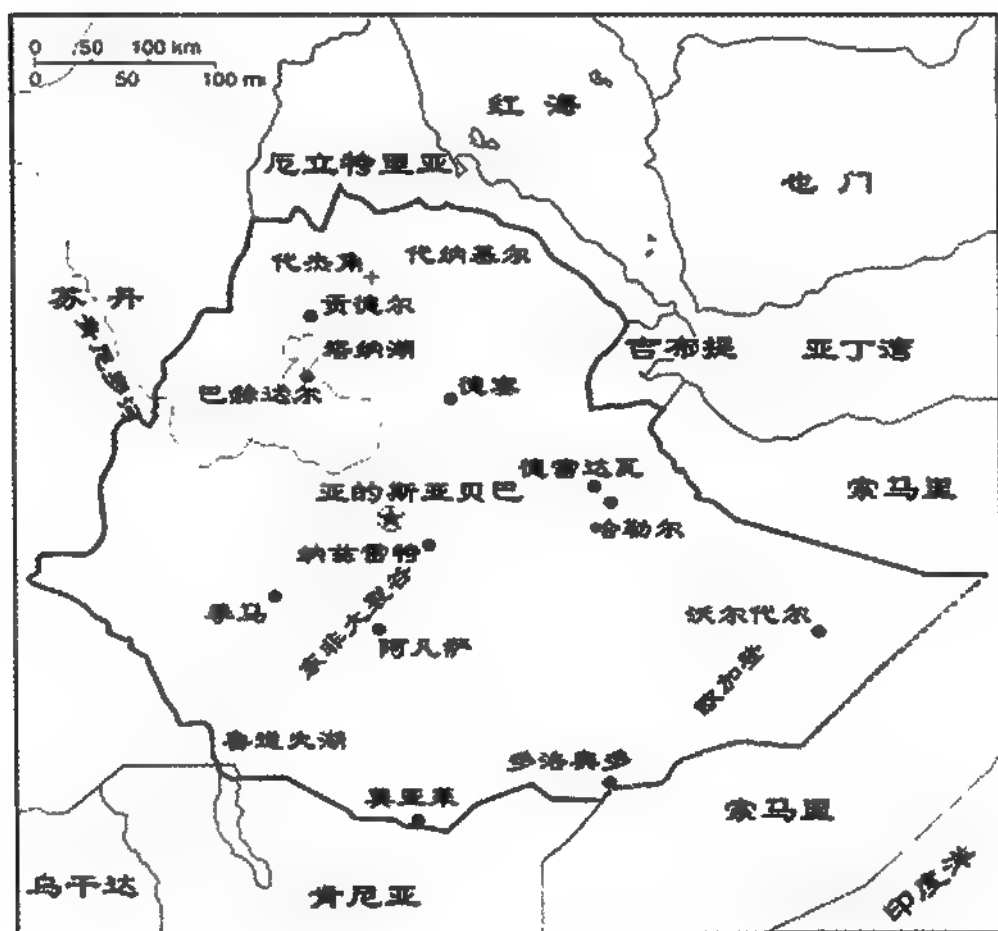 0 50 100 km
0 50 100 mi
红 海
厄立特里亚
也 门
代杰角
代纳基尔
苏 丹
贡德尔
塔纳湖
吉布提
亚丁湾
巴赫达尔
德塞
德雷达瓦
索马里
亚的斯亚贝巴
哈勒尔
纳兹雷特
季马
东非大裂谷
阿瓦萨
沃尔代尔
欧加登
鲁道夫湖
多洛奥多
莫亚莱
索马里
乌干达
肯尼亚
印度洋